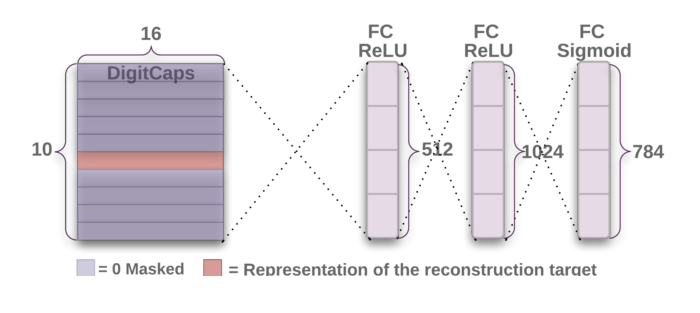 16
FC
ReLU
FC
ReLU
FC
Sigmoid
DigitCaps
10
512
1024
784
= 0 Masked
= Representation of the reconstruction target